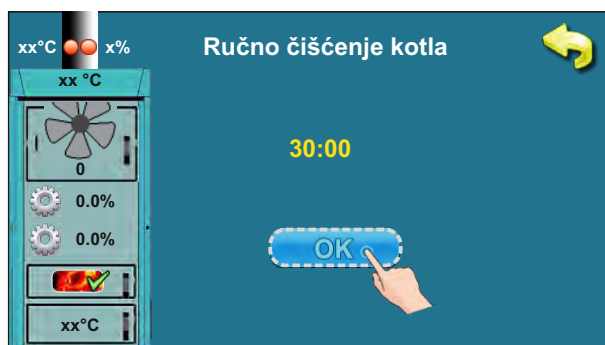 xx°C x% Ručno čišćenje kotla
xx °C
0
30:00
0.0%
0.0%
OK
xx°C